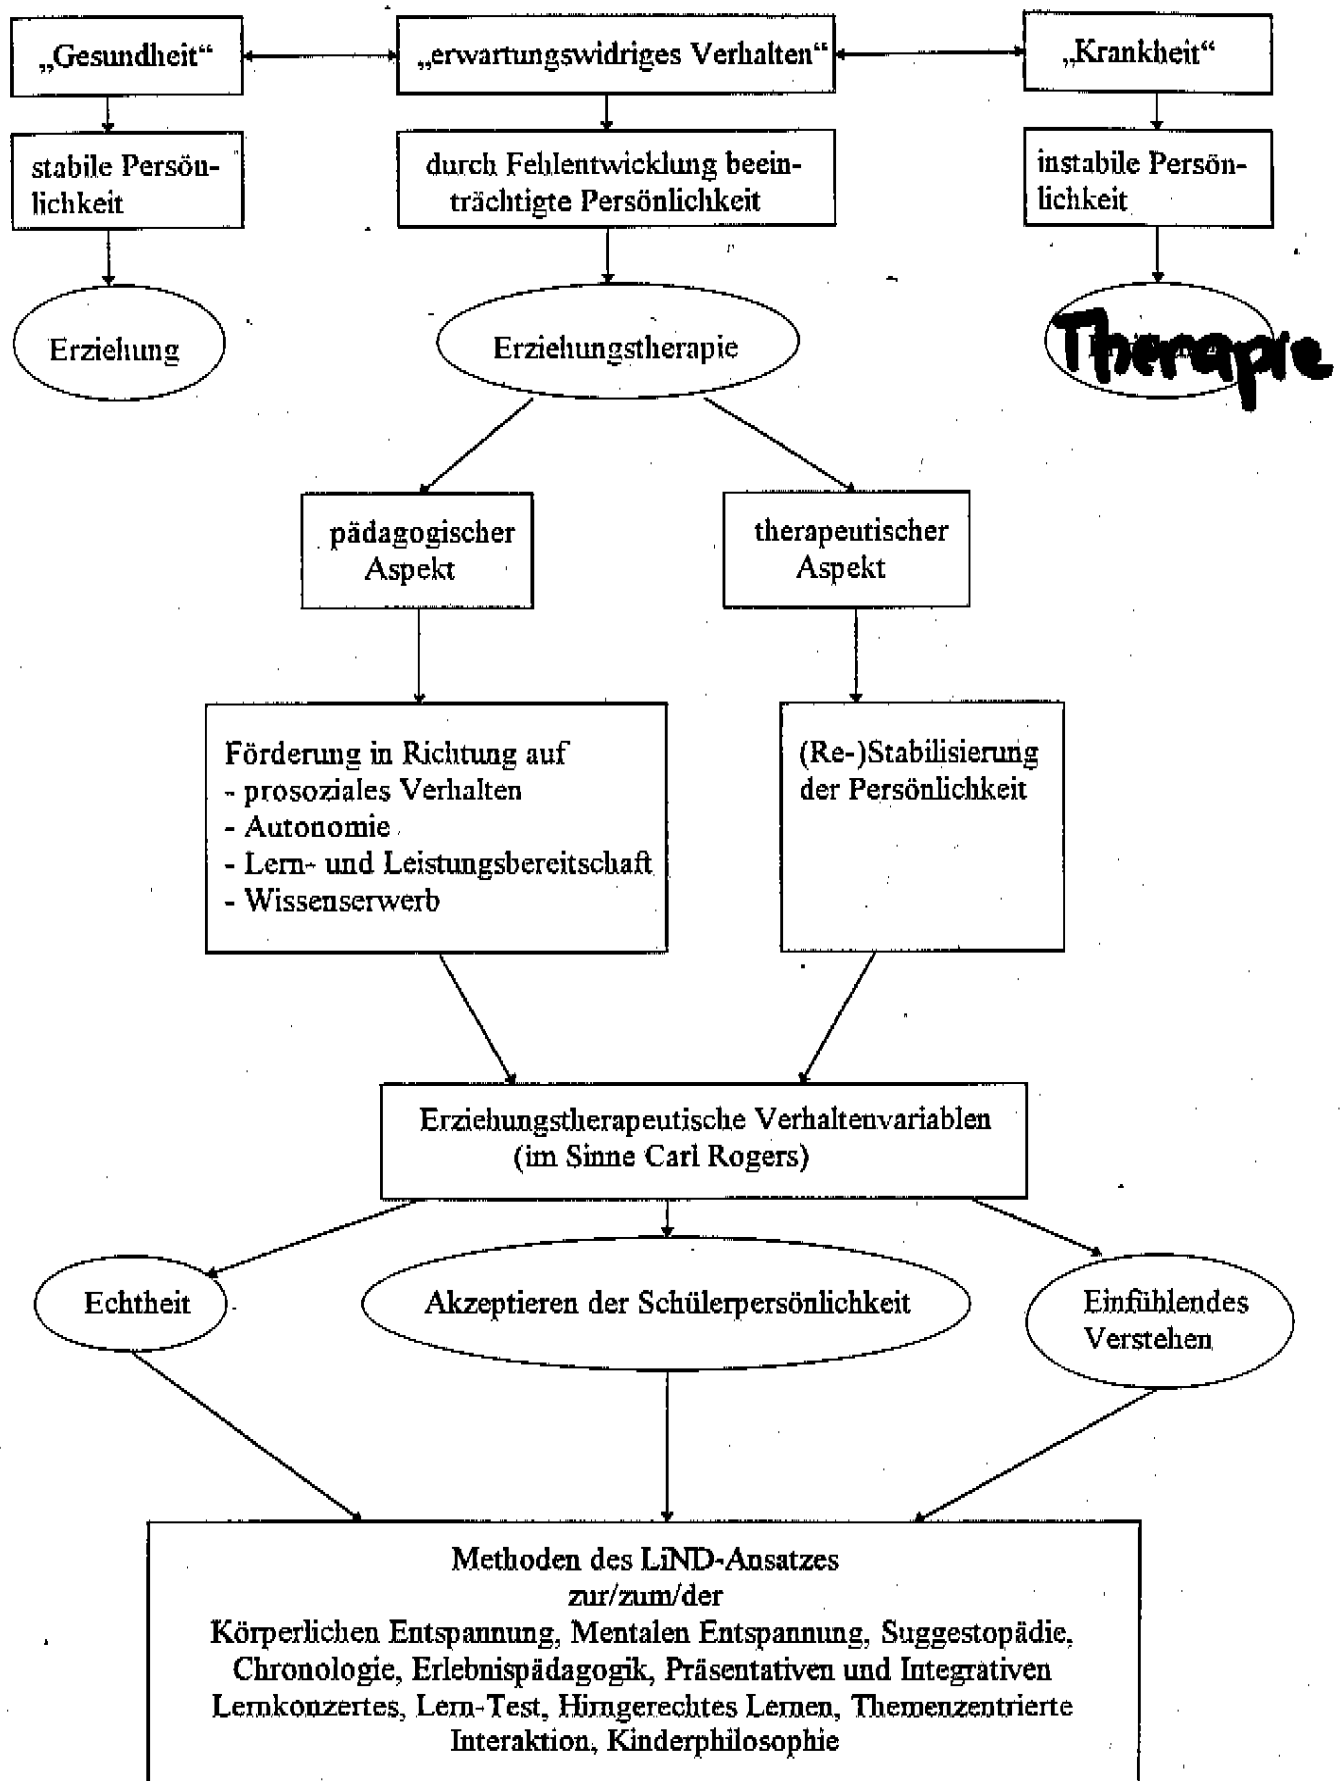 „Gesundheit“
„erwartungswidriges Verhalten“
„Krankheit“
stabile Persön-
lichkeit
durch Fehlentwicklung beein-
trächtigte Persönlichkeit
instabile Persön-
lichkeit
Erziehung
Erziehungstherapie
Therapie
pädagogischer
Aspekt
therapeutischer
Aspekt
Förderung in Richtung auf
- prosoziales Verhalten
- Autonomie
- Lern- und Leistungsbereitschaft
- Wissenserwerb
(Re-)Stabilisierung
der Persönlichkeit
Erziehungstherapeutische Verhaltenvariablen
(im Sinne Carl Rogers)
Echtheit
Akzeptieren der Schülerpersönlichkeit
Einfühlendes
Verstehen
Methoden des LiND-Ansatzes
zur/zum/der
Körperlichen Entspannung, Mentalen Entspannung, Suggestopädie,
Chronologie, Erlebnispädagogik, Präsentativen und Integrativen
Lernkonzertes, Lern-Test, Hirngerechtes Lernen, Themenzentrierte
Interaktion, Kinderphilosophie